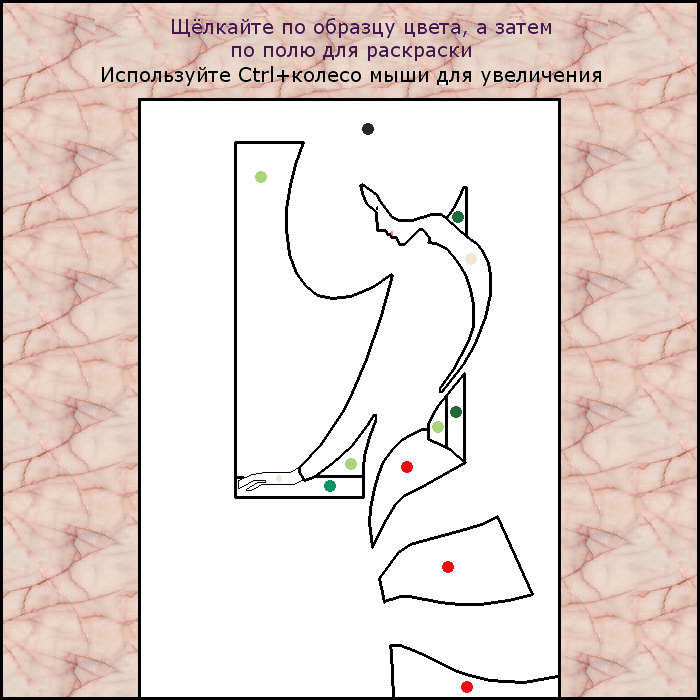 Щёлкайте по образцу цвета, а затем
по полю для раскраски
Используйте Ctrl+колесо мыши для увеличения